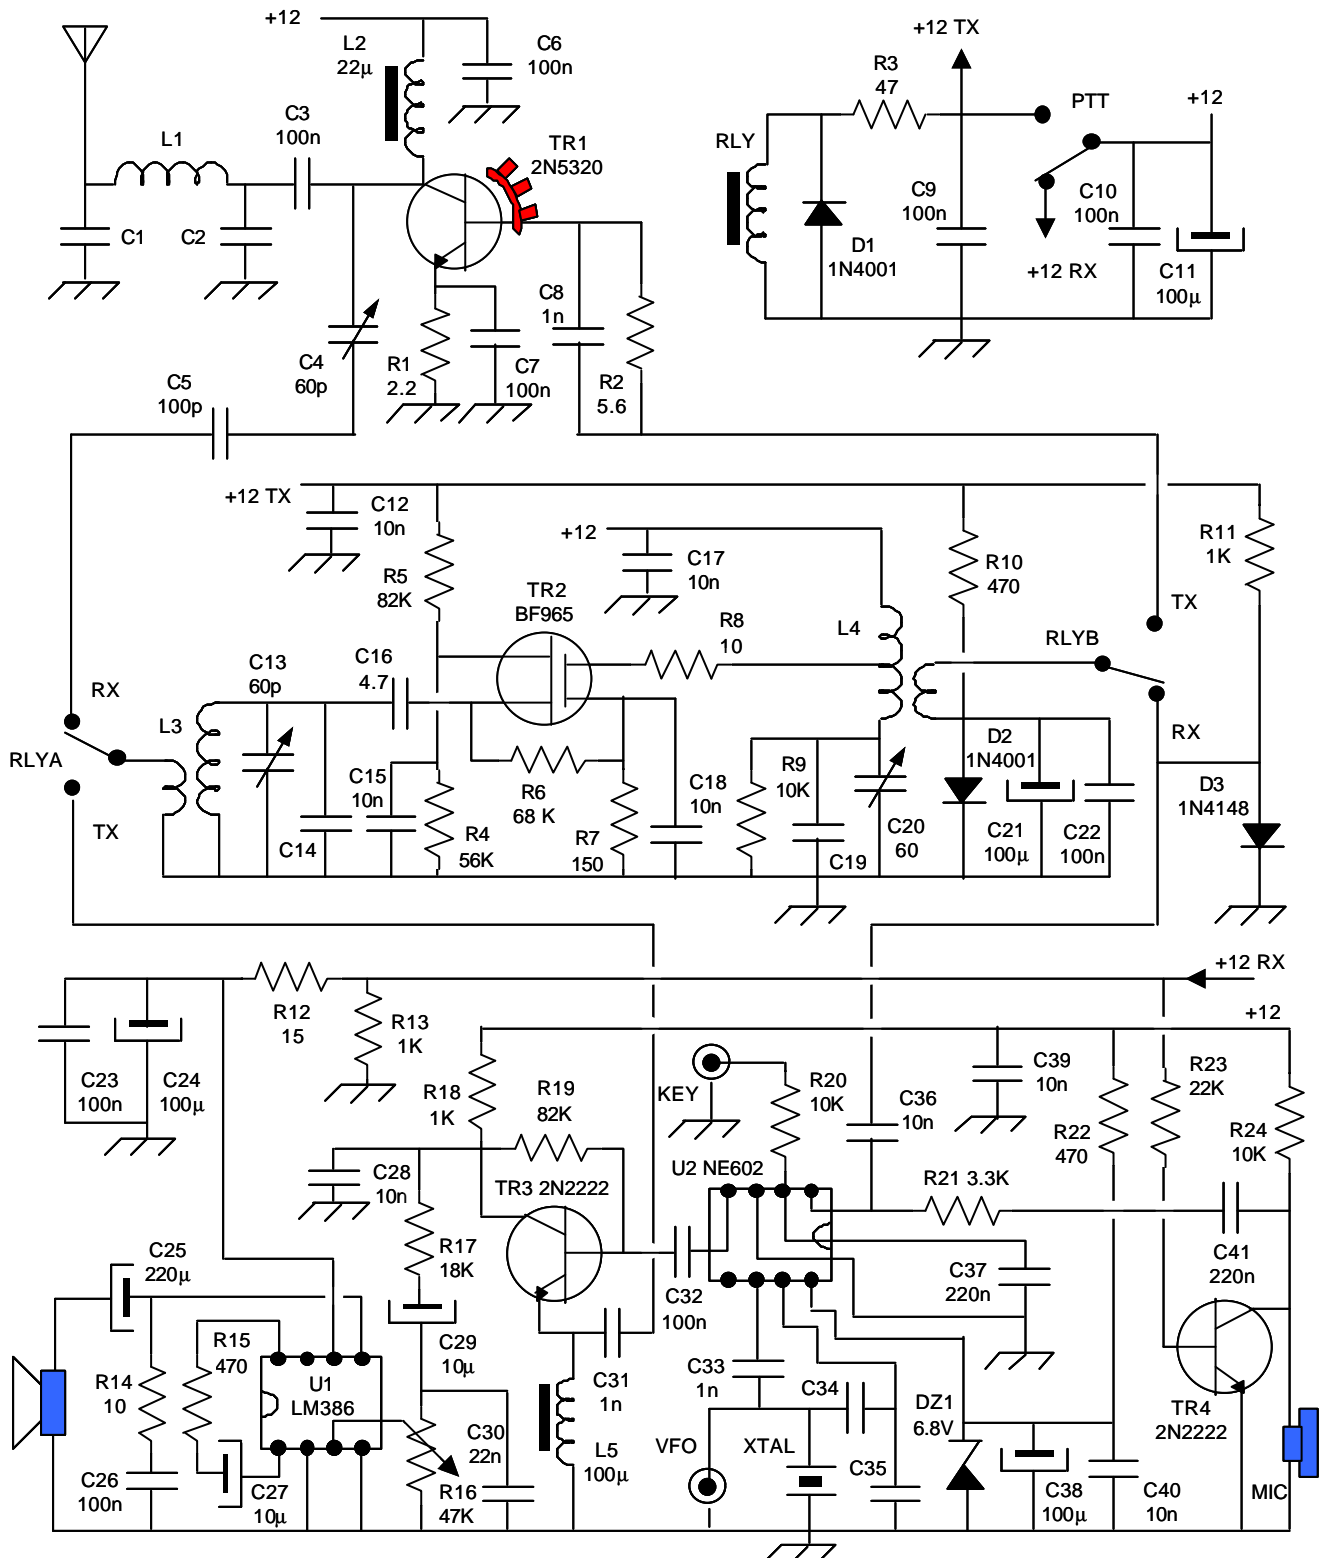 +12
L2
22µ
C6
100n
+12 TX
R3
47
PTT
+12
C3
100n
L1
TR1
2N5320
RLY
C1
C2
C9
100n
C10
100n
D1
1N4001
+12 RX
C11
100µ
C8
1n
C4
60p
R1
2.2
C7
100n
R2
5.6
C5
100p
+12 TX
C12
10n
+12
C17
10n
R11
1K
R5
82K
TR2
BF965
R10
470
TX
R8
10
L4
RLYB
C13
60p
C16
4.7
RX
L3
RX
RLYA
D2
1N4001
C15
10n
R6
68 K
C18
10n
R9
10K
D3
1N4148
TX
C14
R4
56K
R7
150
C19
C20
60
C21
100µ
C22
100n
+12 RX
R12
15
R13
1K
+12
C23
100n
C24
100µ
R18
1K
R19
82K
KEY
R20
10K
C36
10n
C39
10n
R23
22K
R22
470
R24
10K
C28
10n
TR3 2N2222
U2 NE602
R21 3.3K
C25
220µ
R17
18K
C32
100n
C37
220n
C41
220n
R15
470
C29
10µ
R14
10
U1
LM386
C31
1n
C33
1n
C34
DZ1
6.8V
TR4
2N2222
C30
22n
L5
100µ
VFO
XTAL
C35
C26
100n
C27
10µ
R16
47K
C38
100µ
C40
10n
MIC